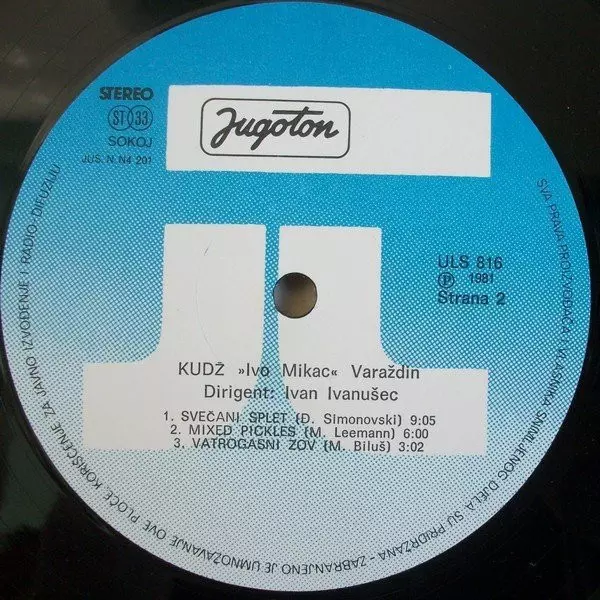 STEREO
ST 33
SOKOJ
JUS. N. N4 201
Jugoton
ULS 816
℗ 1981
Strana 2
KUDŽ »Ivo Mikac« Varaždin
Dirigent: Ivan Ivanušec
1. SVEČANI SPLET (Đ. Simonovski) 9:05
2. MIXED PICKLES (M. Leemann) 6:00
3. VATROGASNI ZOV (M. Biluš) 3:02
SVA PRAVA PROIZVOĐAČA I VLASNIKA SNIMLJENOG DJELA SU PRIDRŽANA - ZABRANJENO JE UMNOŽAVANJE OVE PLOČE KORIŠĆENJE ZA JAVNO IZVOĐENJE I RADIO DIFUZIJU